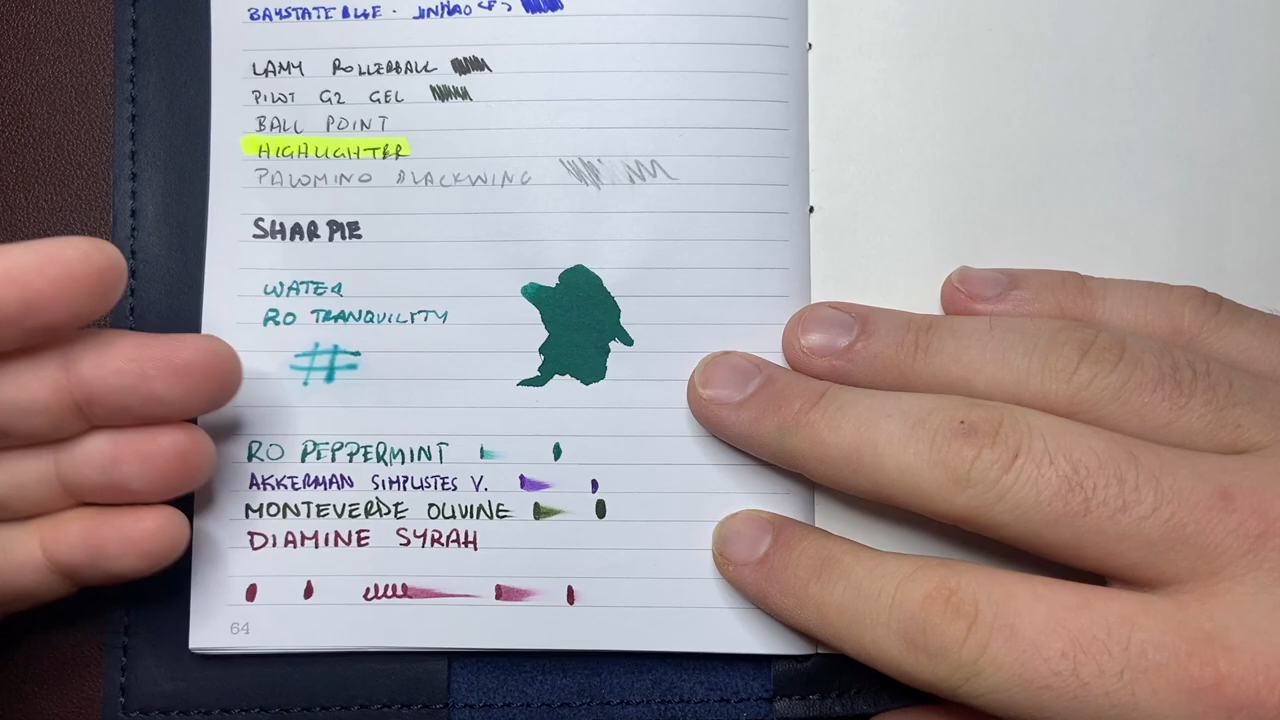 BAYSTATE BLUE · JINHAO <F>
LAMY ROLLERBALL
PILOT G2 GEL
BALL POINT
HIGHLIGHTER
PALOMINO BLACKWING
SHARPIE
WATER
RO TRANQUILITY
RO PEPPERMINT
AKKERMAN SIMPLISTES V.
MONTEVERDE OLIVINE
DIAMINE SYRAH
64